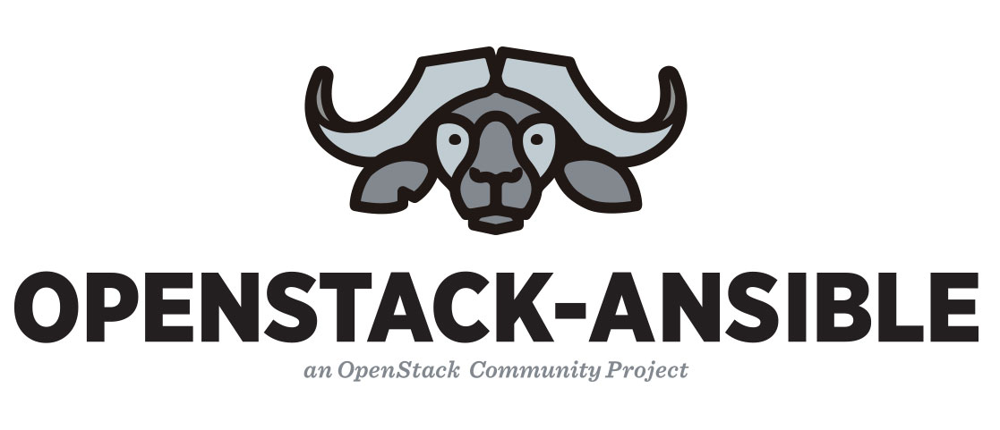 OPENSTACK-ANSIBLE
an OpenStack Community Project